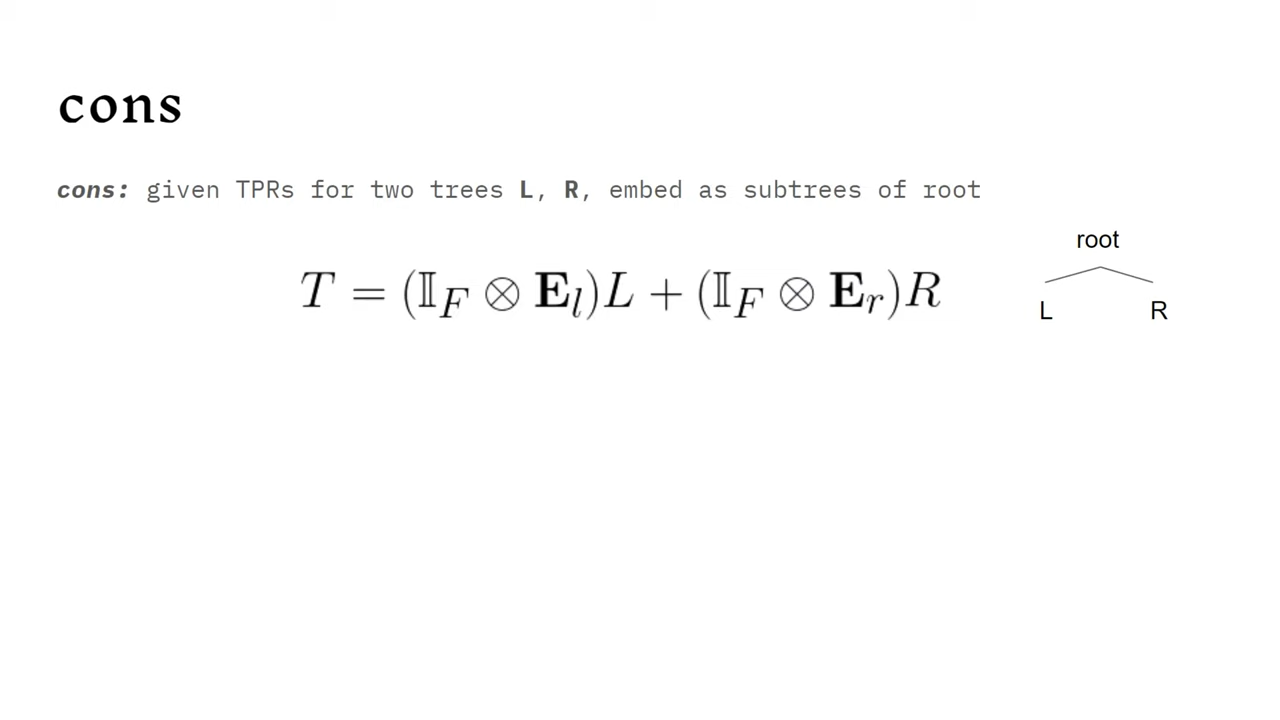 cons
cons: given TPRs for two trees L, R, embed as subtrees of root
root
T = (𝕀_F ⊗ 𝐄_l)L + (𝕀_F ⊗ 𝐄_r)R
L R